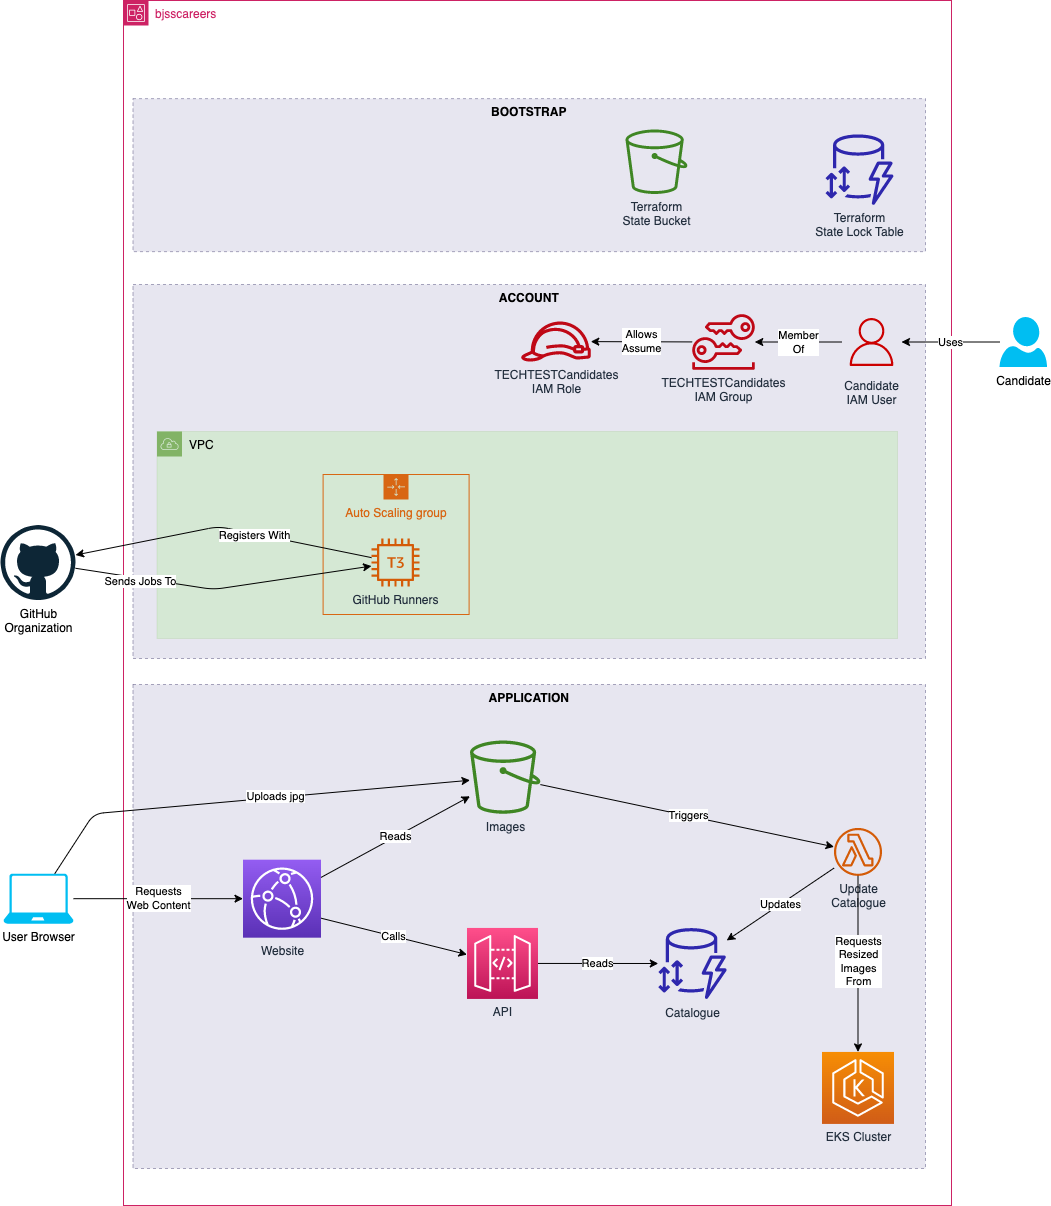 bjsscareers
BOOTSTRAP
Terraform
State Bucket
Terraform
State Lock Table
ACCOUNT
Allows
Assume
Member
Of
Uses
TECHTESTCandidates
IAM Role
TECHTESTCandidates
IAM Group
Candidate
IAM User
Candidate
VPC
Auto Scaling group
Registers With
T3
Sends Jobs To
GitHub Runners
GitHub
Organization
APPLICATION
Uploads jpg
Images
Triggers
Reads
Requests
Web Content
User Browser
Website
Calls
API
Reads
Updates
Update
Catalogue
Catalogue
Requests
Resized
Images
From
K
EKS Cluster